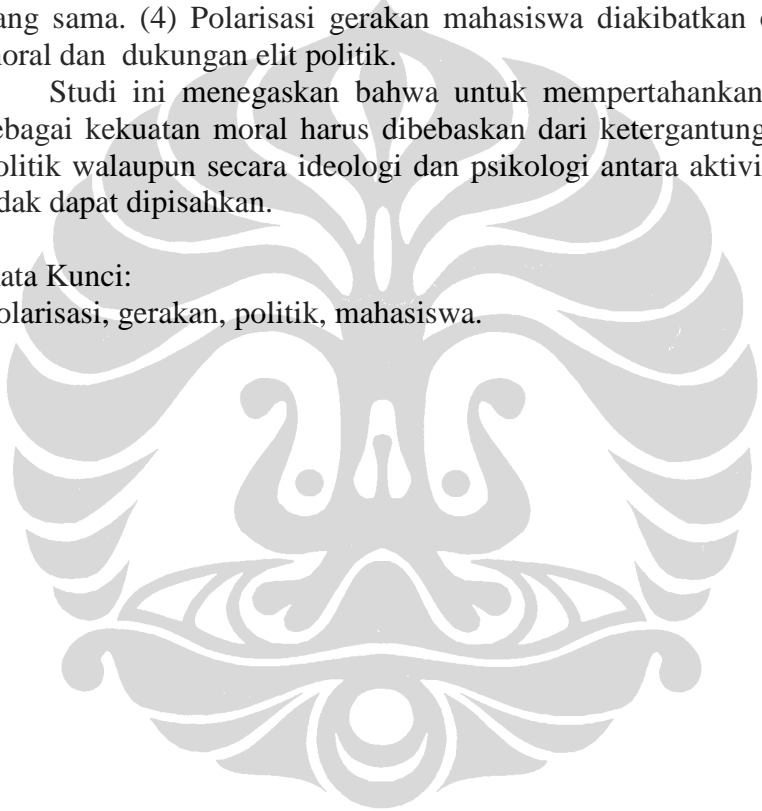 ang sama. (4) Polarisasi gerakan mahasiswa diakibatkan
oral dan dukungan elit politik.
Studi ini menegaskan bahwa untuk mempertahankan
ebagai kekuatan moral harus dibebaskan dari ketergantung
olitik walaupun secara ideologi dan psikologi antara aktivi
dak dapat dipisahkan.
ata Kunci:
olarisasi, gerakan, politik, mahasiswa.